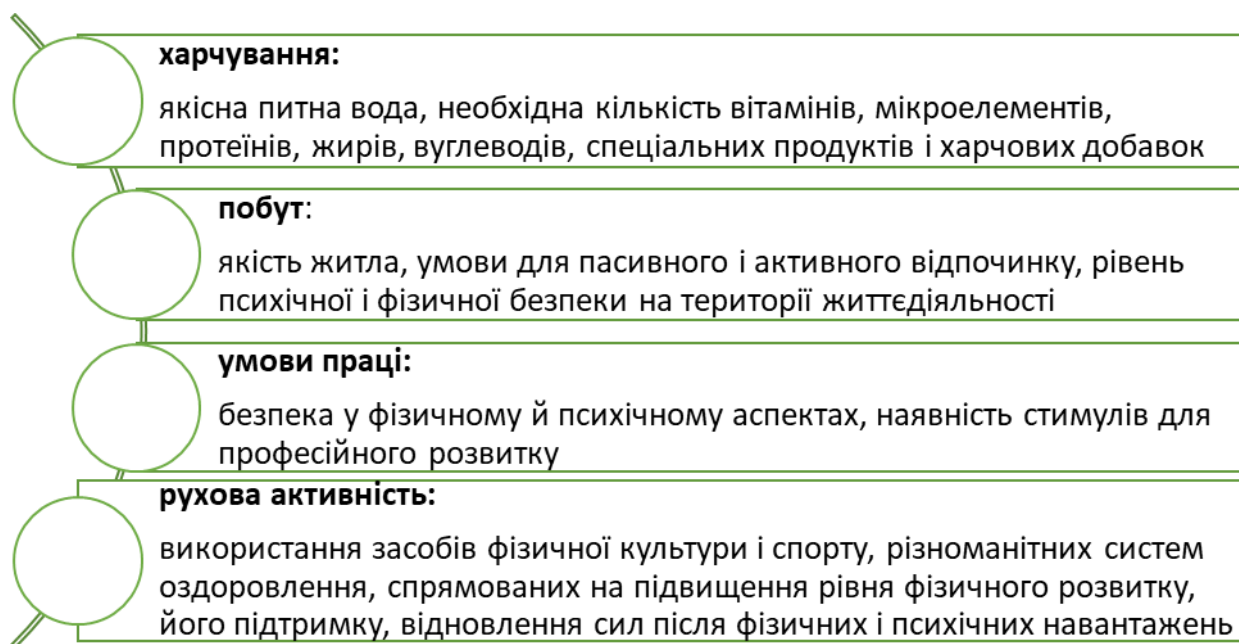 харчування:
якісна питна вода, необхідна кількість вітамінів, мікроелементів,
протеїнів, жирів, вуглеводів, спеціальних продуктів і харчових добавок
побут:
якість житла, умови для пасивного і активного відпочинку, рівень
психічної і фізичної безпеки на території життєдіяльності
умови праці:
безпека у фізичному й психічному аспектах, наявність стимулів для
професійного розвитку
рухова активність:
використання засобів фізичної культури і спорту, різноманітних систем
оздоровлення, спрямованих на підвищення рівня фізичного розвитку,
його підтримку, відновлення сил після фізичних і психічних навантажень